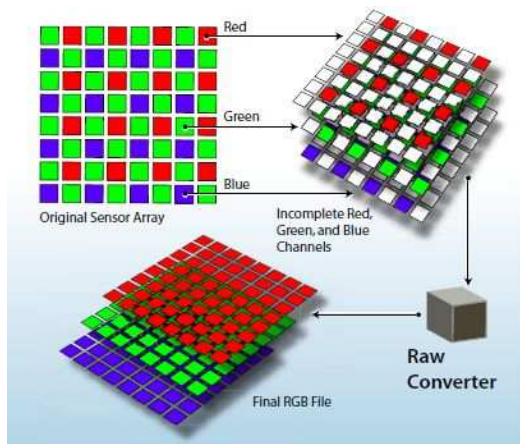 Red
Green
Blue
Original Sensor Array
Incomplete Red,
Green, and Blue
Channels
Raw
Converter
Final RGB File